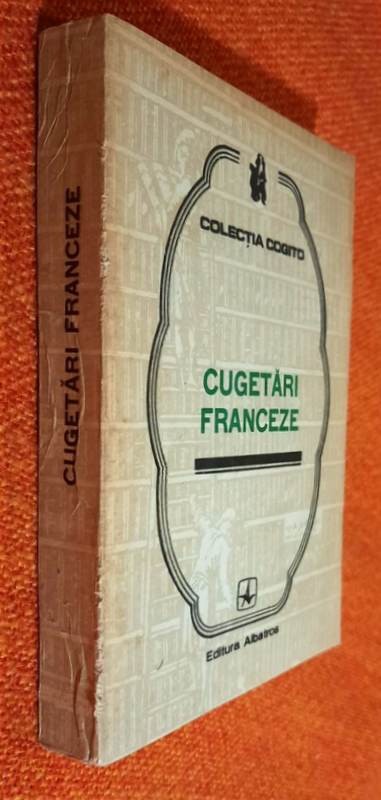 CUGETĂRI FRANCEZE
COLECȚIA COGITO
CUGETĂRI
FRANCEZE
Editura Albatros